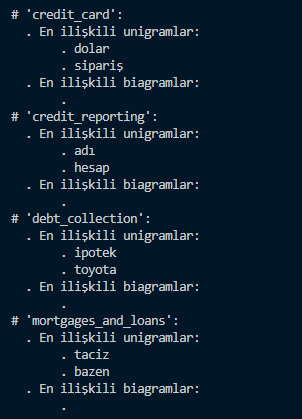 # 'credit_card':
. En ilişkili unigramlar:
. dolar
. sipariş
. En ilişkili biagramlar:
.
# 'credit_reporting':
. En ilişkili unigramlar:
. adı
. hesap
. En ilişkili biagramlar:
.
# 'debt_collection':
. En ilişkili unigramlar:
. ipotek
. toyota
. En ilişkili biagramlar:
.
# 'mortgages_and_loans':
. En ilişkili unigramlar:
. taciz
. bazen
. En ilişkili biagramlar:
.